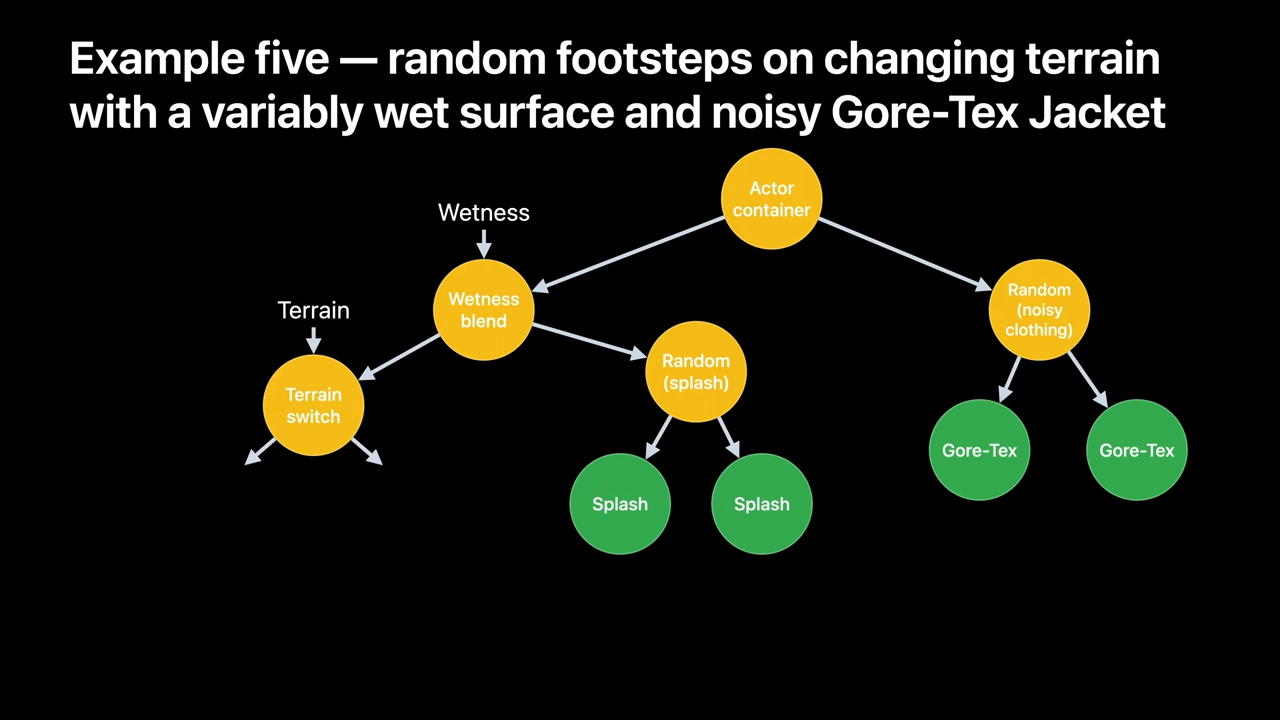 Example five — random footsteps on changing terrain
with a variably wet surface and noisy Gore-Tex Jacket
Actor
container
Wetness
Wetness
blend
Random
(noisy
clothing)
Terrain
Terrain
switch
Random
(splash)
Gore-Tex
Gore-Tex
Splash
Splash